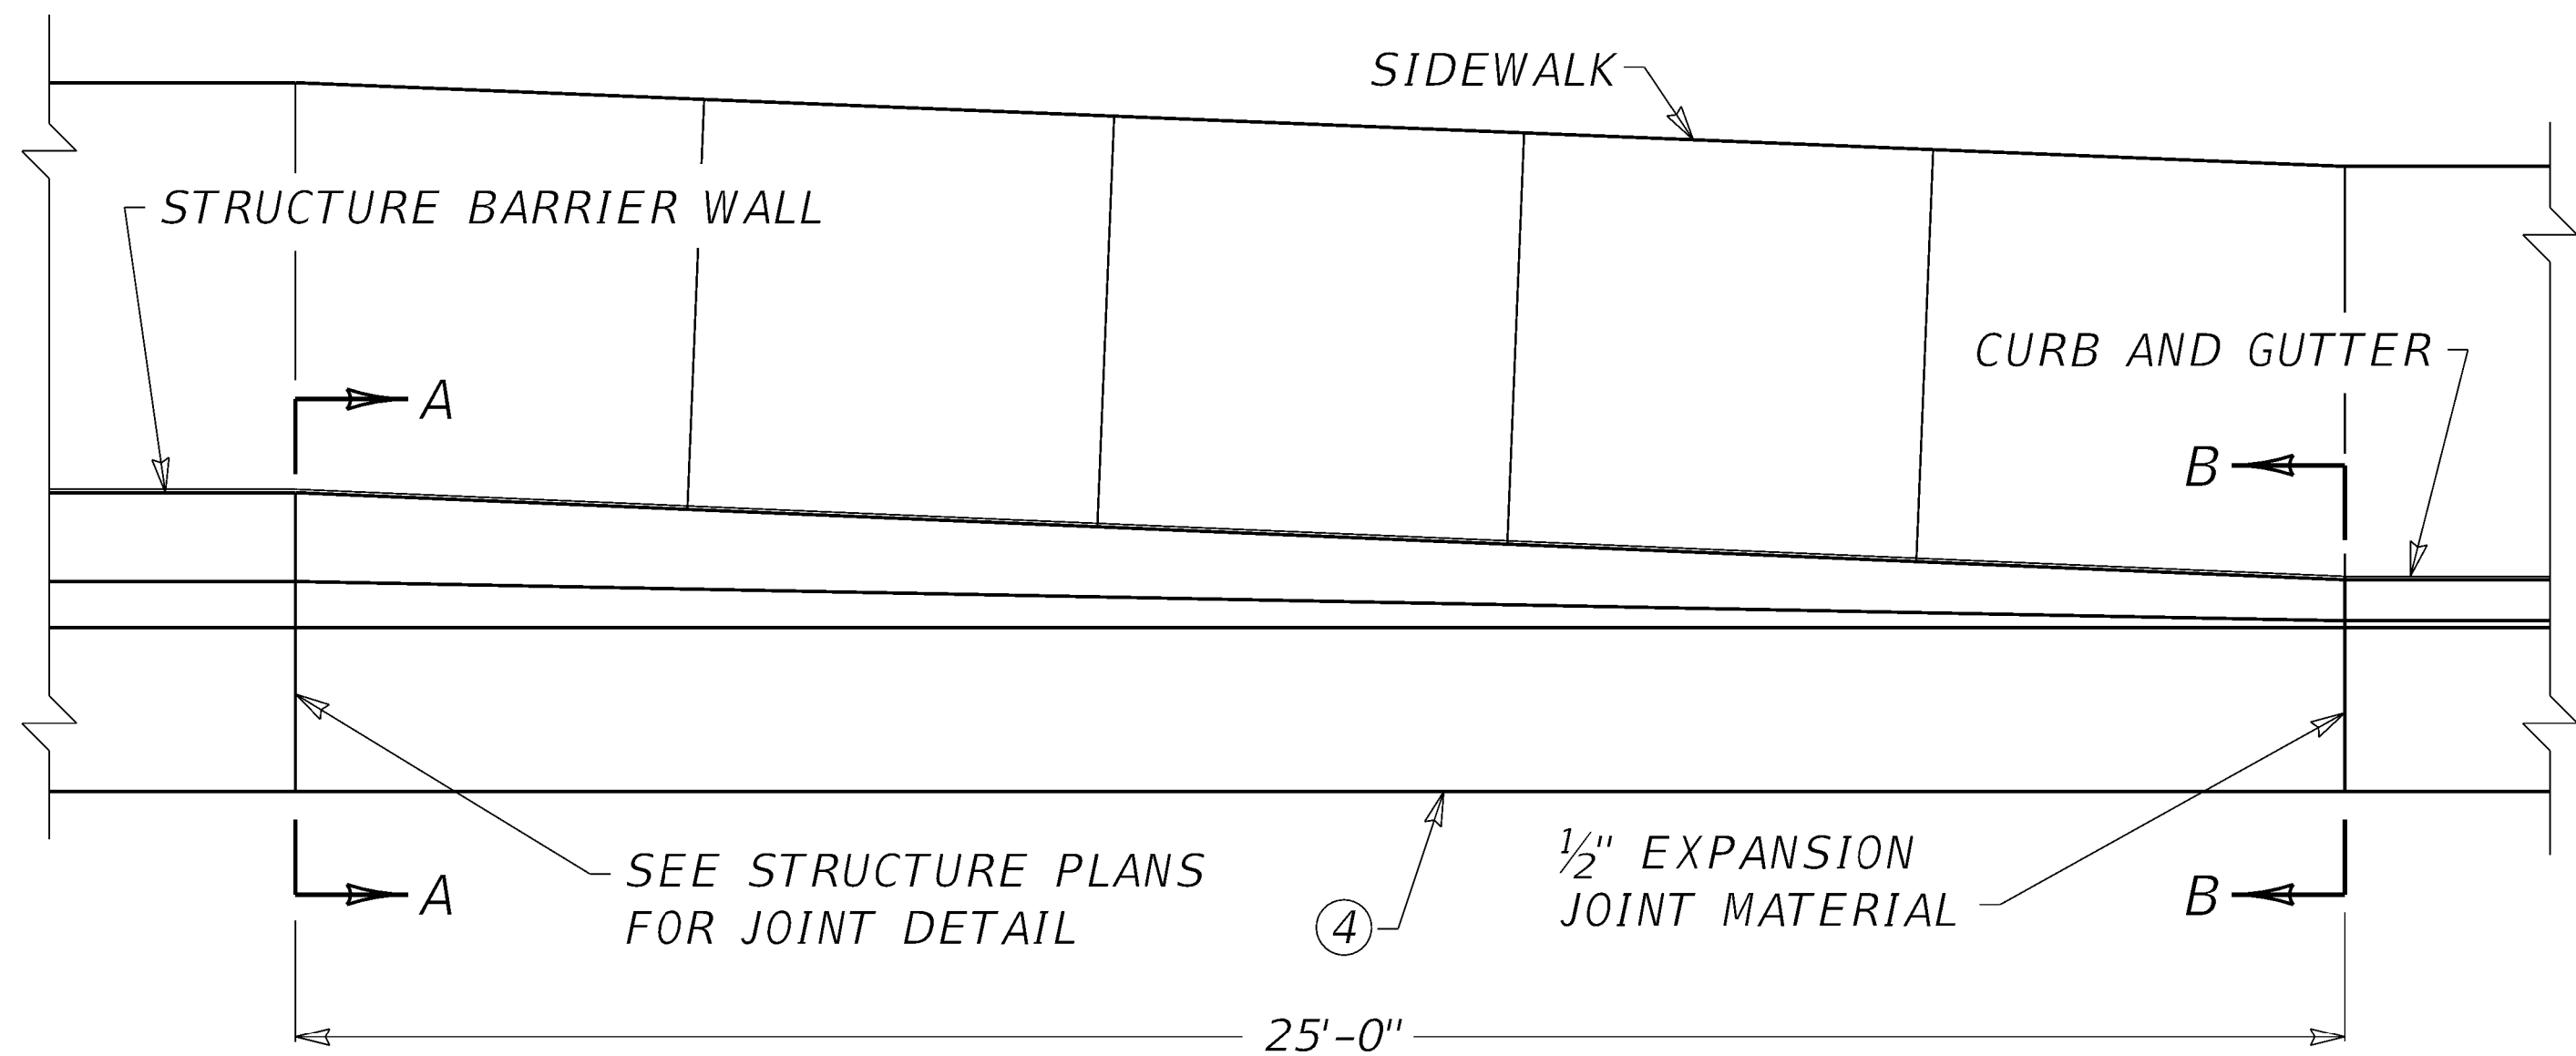 SIDEWALK
STRUCTURE BARRIER WALL
CURB AND GUTTER
A
B
SEE STRUCTURE PLANS
FOR JOINT DETAIL
½" EXPANSION
JOINT MATERIAL
A
4
B
25'-0"